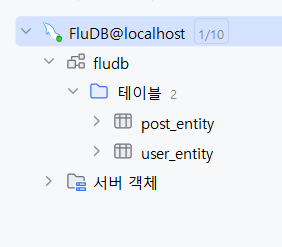 FluDB@localhost 1/10
fludb
테이블 2
post_entity
user_entity
서버 객체